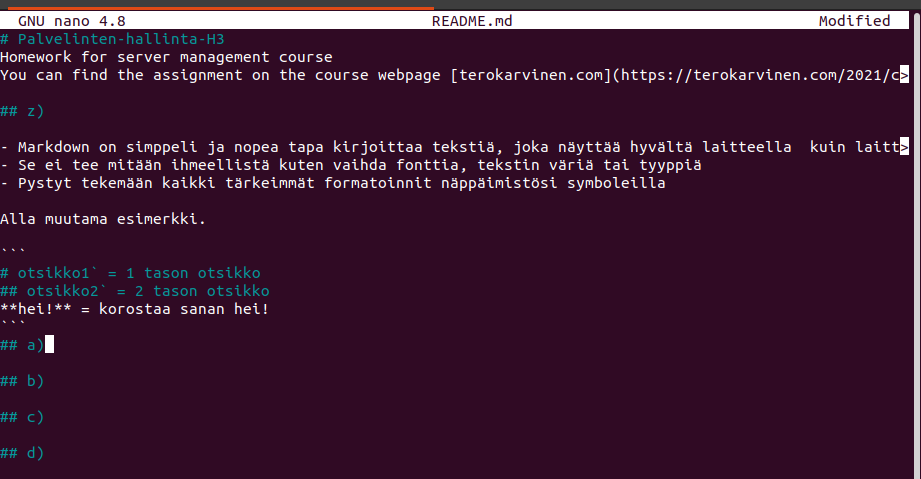 GNU nano 4.8 README.md Modified
# Palvelinten-hallinta-H3
Homework for server management course
You can find the assignment on the course webpage [terokarvinen.com](https://terokarvinen.com/2021/c>
## z)
- Markdown on simppeli ja nopea tapa kirjoittaa tekstiä, joka näyttää hyvältä laitteella  kuin laitt>
- Se ei tee mitään ihmeellistä kuten vaihda fonttia, tekstin väriä tai tyyppiä
- Pystyt tekemään kaikki tärkeimmät formatoinnit näppäimistösi symboleilla
Alla muutama esimerkki.
```
# otsikko1` = 1 tason otsikko
## otsikko2` = 2 tason otsikko
**hei!** = korostaa sanan hei!
```
## a)
## b)
## c)
## d)